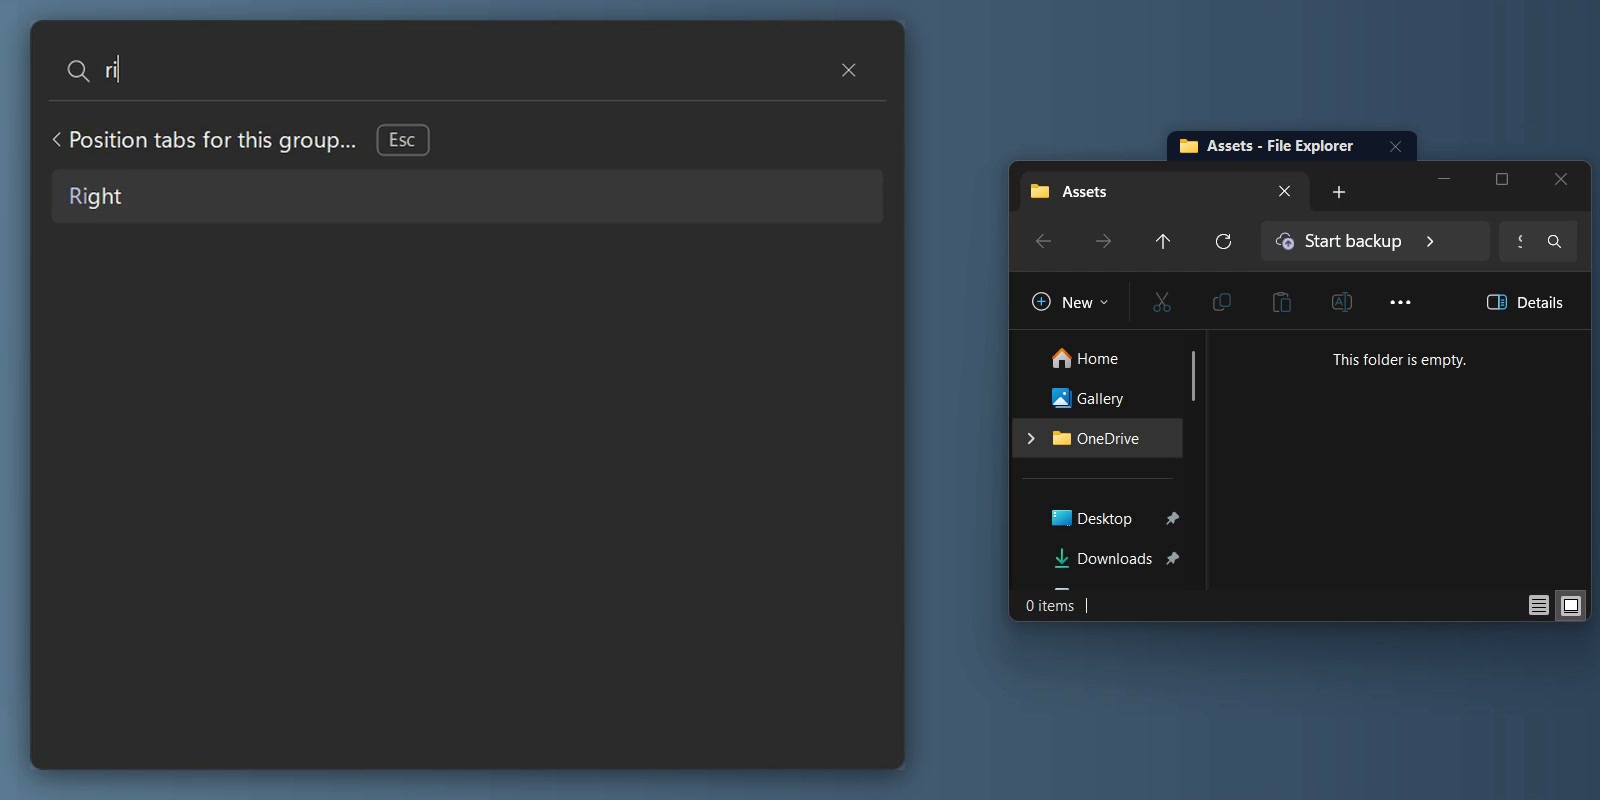 ri
Position tabs for this group... Esc
Right
Assets - File Explorer
Assets
Start backup
New
Details
Home
Gallery
OneDrive
Desktop
Downloads
This folder is empty.
0 items